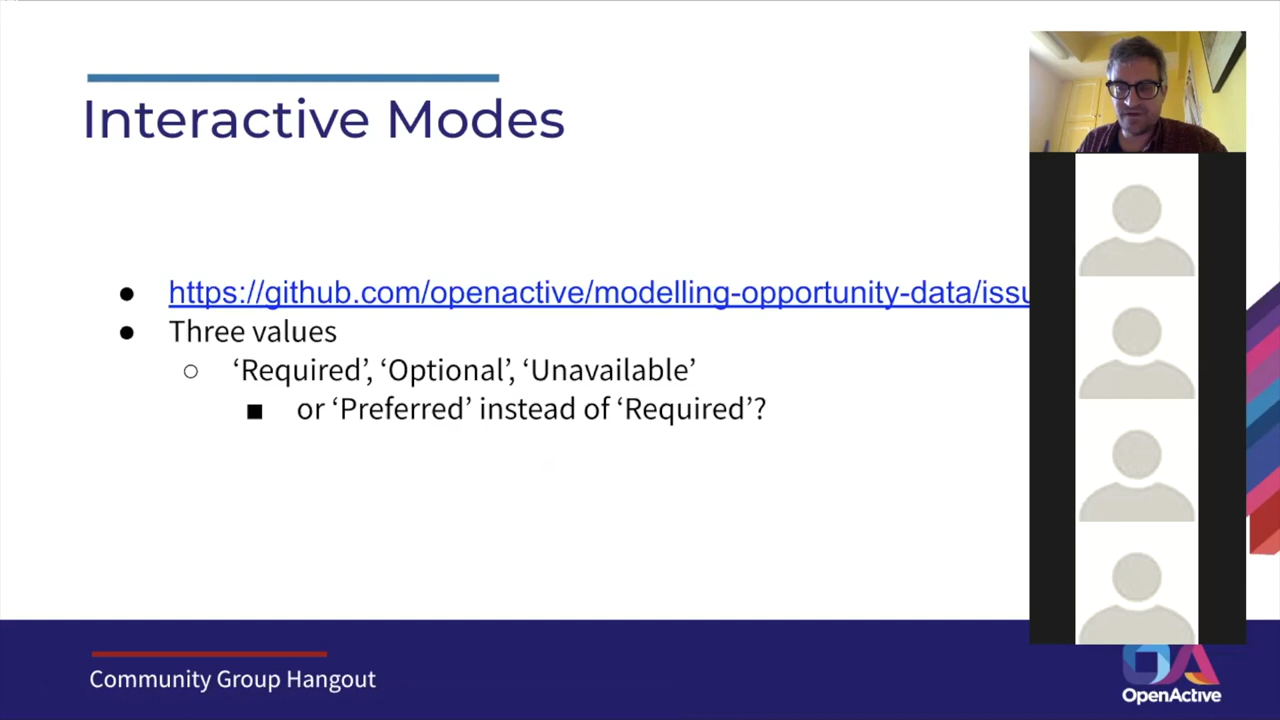 Interactive Modes
https://github.com/openactive/modelling-opportunity-data/issu
Three values
‘Required’, ‘Optional’, ‘Unavailable’
or ‘Preferred’ instead of ‘Required’?
Community Group Hangout
OpenActive